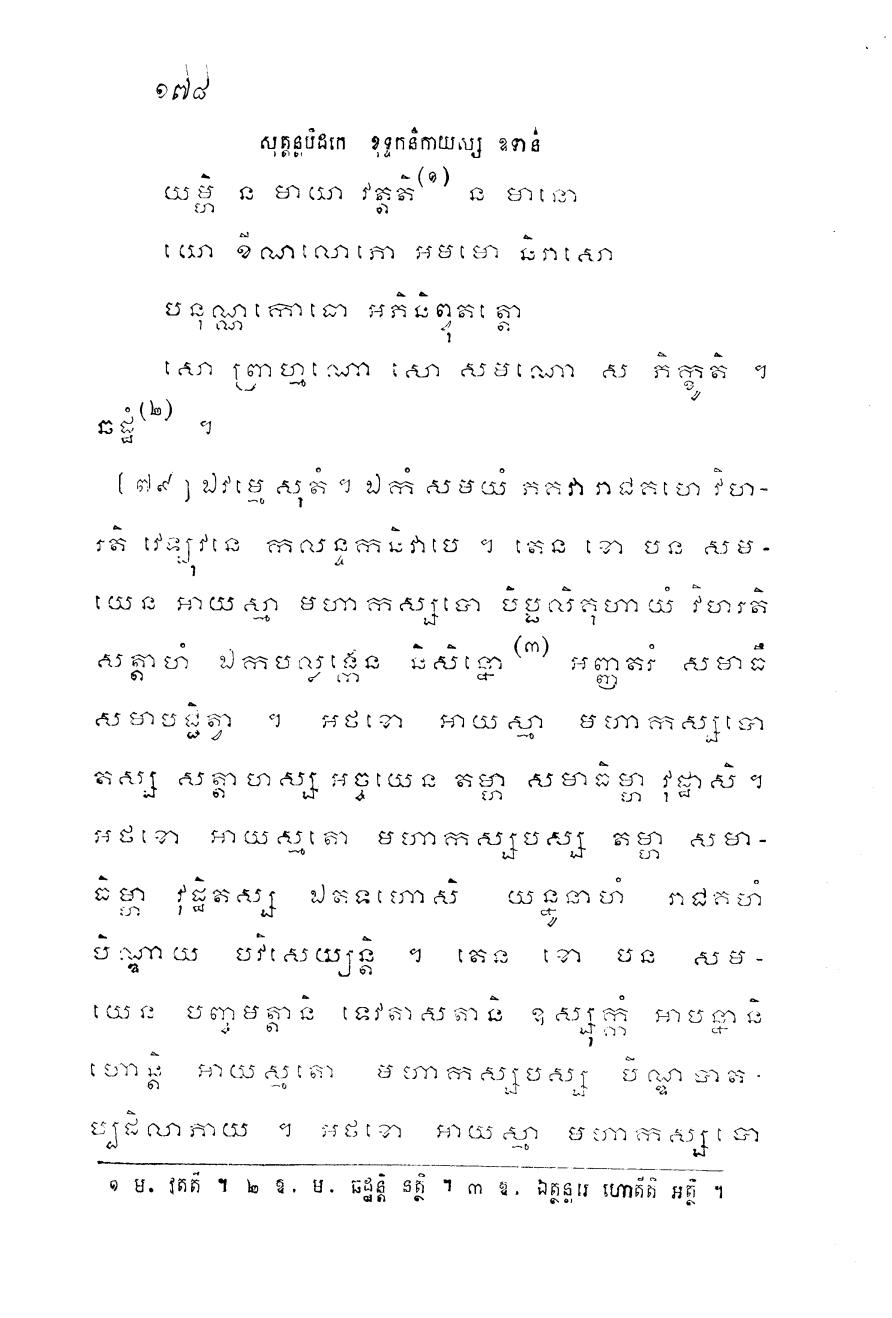 ១៧៨
សុត្តន្តបិដកេ ខុទ្ទកនិកាយស្ស ឧទានំ
យម្ហិ ន មាយា វត្តតិ(១) ន មានោ
យោ ខីណលោភោ អមមោ និរាសោ
បនុណ្ណកោធោ អភិនិព្វុតត្តោ
សោ ព្រាហ្មណោ សោ សមណោ ស ភិក្ខូតិ ។
ឆដ្ឋំ(២) ។
[៧៩] ឯវម្មេ សុតំ ។ ឯកំ សមយំ ភគវា រាជគហេ វិហ-
រតិ វេឡុវនេ កលន្ទកនិវាបេ ។ តេន ខោ បន សម-
យេន អាយស្មា មហាកស្សបោ បិប្ផលិគុហាយំ វិហរតិ
សត្តាហំ ឯកបល្លង្កេន និសិន្នោ(៣) អញ្ញតរំ សមាធឹ
សមាបជ្ជិត្វា ។ អថខោ អាយស្មា មហាកស្សបោ
តស្ស សត្តាហស្ស អច្ចយេន តម្ហា សមាធិម្ហា វុដ្ឋាសិ ។
អថខោ អាយស្មតោ មហាកស្សបស្ស តម្ហា សមា-
ធិម្ហា វុដ្ឋិតស្ស ឯតទហោសិ យន្នូនាហំ រាជគហំ
បិណ្ឌាយ បវិសេយ្យន្តិ ។ តេន ខោ បន សម-
យេន បញ្ចមត្តានិ ទេវតាសតានិ ឧស្សុក្កំ អាបន្នានិ
ហោន្តិ អាយស្មតោ មហាកស្សបស្ស បិណ្ឌបាត-
ប្បដិលាភាយ ។ អថខោ អាយស្មា មហាកស្សបោ
១ ម. វតតី ។ ២ ឱ. ម. ឆដ្ឋន្តិ នត្ថិ ។ ៣ ឱ. ឯត្ថន្តរេ ហោតីតិ អត្ថិ ។